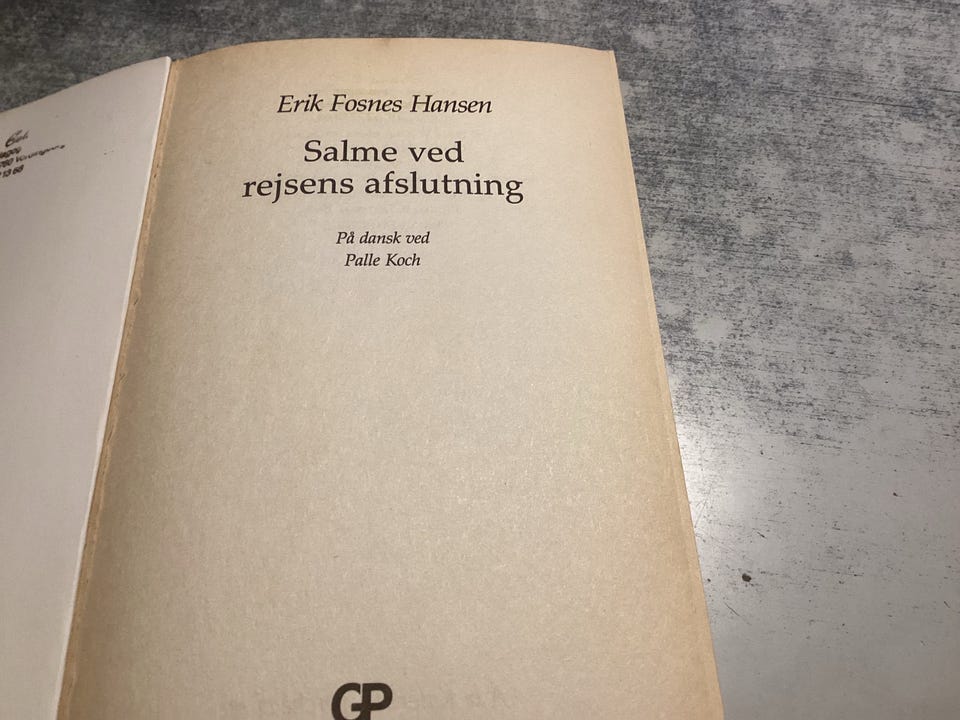 Erik Fosnes Hansen
Salme ved
rejsens afslutning
På dansk ved
Palle Koch
GP